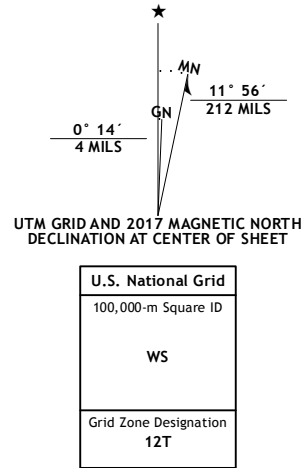 ★
MN
GN
11° 56´
212 MILS
0° 14´
4 MILS
UTM GRID AND 2017 MAGNETIC NORTH
DECLINATION AT CENTER OF SHEET
U.S. National Grid
100,000-m Square ID
WS
Grid Zone Designation
12T